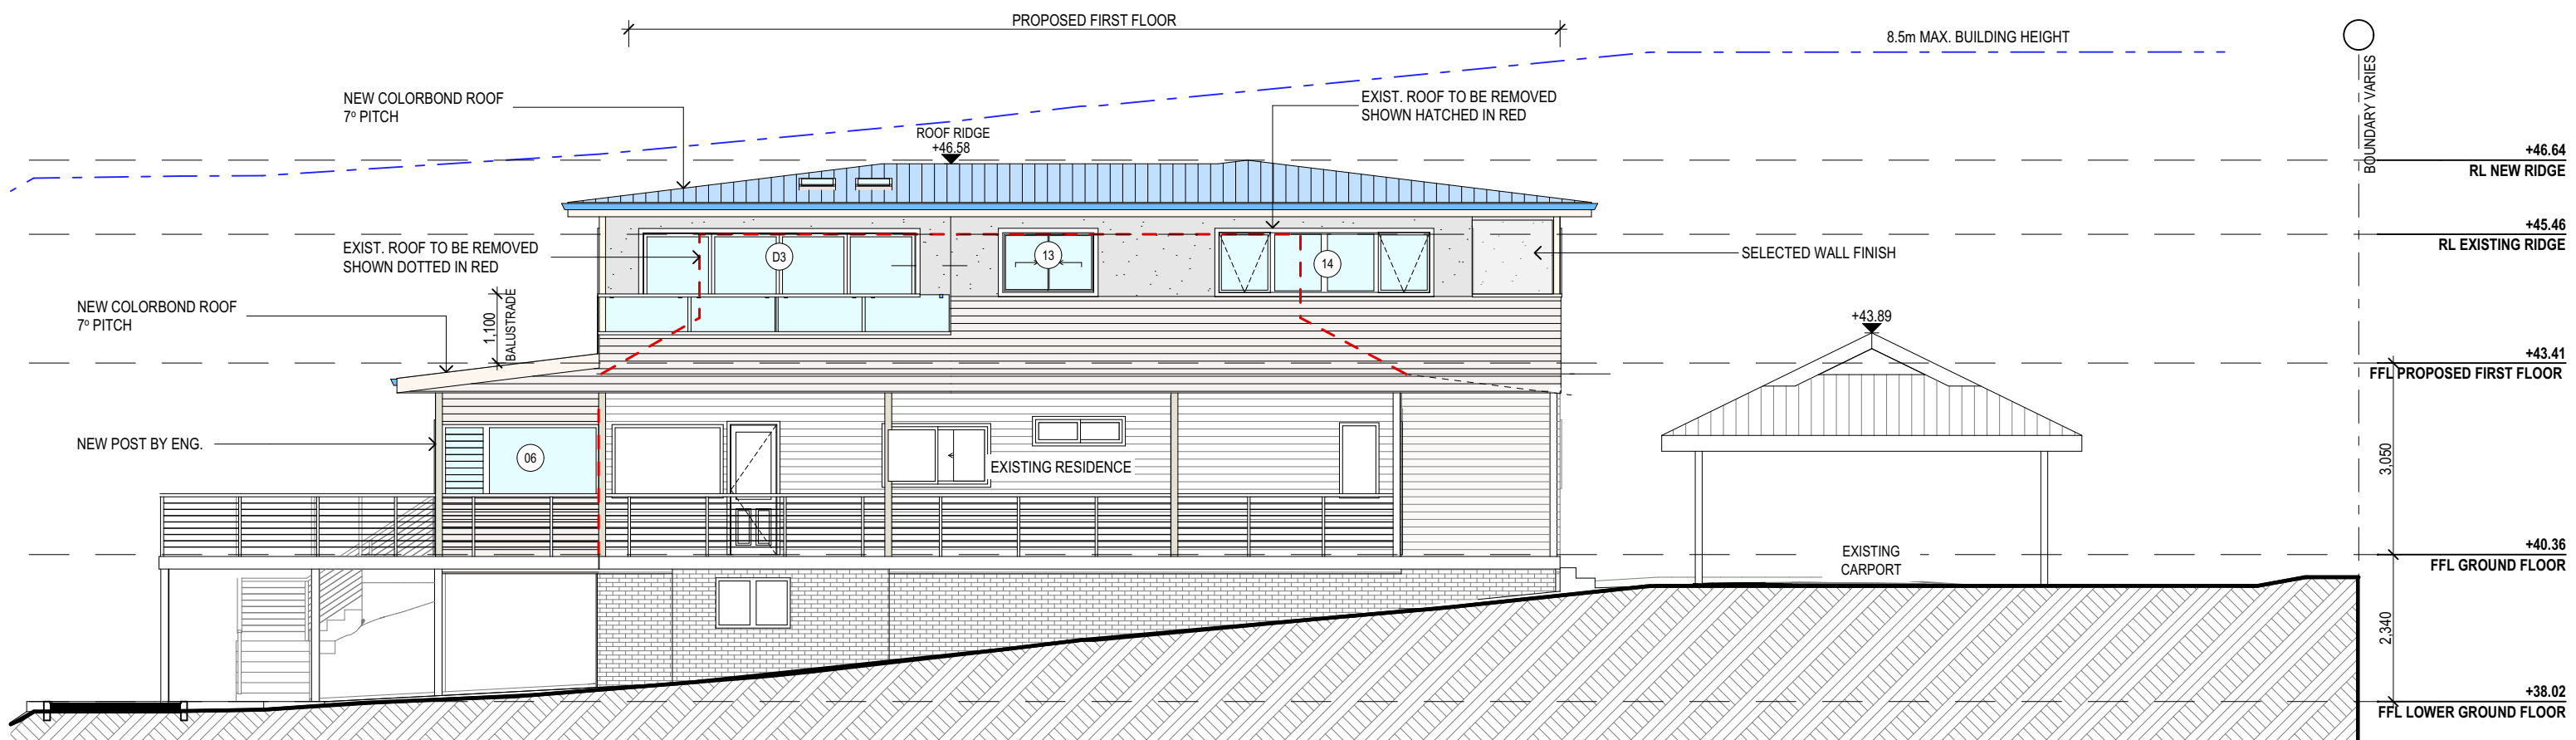 PROPOSED FIRST FLOOR
8.5m MAX. BUILDING HEIGHT
BOUNDARY VARIES
NEW COLORBOND ROOF
7º PITCH
EXIST. ROOF TO BE REMOVED
SHOWN HATCHED IN RED
ROOF RIDGE
+46.58
+46.64
RL NEW RIDGE
EXIST. ROOF TO BE REMOVED
SHOWN DOTTED IN RED
D3
13
14
SELECTED WALL FINISH
+45.46
RL EXISTING RIDGE
NEW COLORBOND ROOF
7º PITCH
1,100
BALUSTRADE
+43.89
+43.41
FFL PROPOSED FIRST FLOOR
NEW POST BY ENG.
06
EXISTING RESIDENCE
3,050
EXISTING
CARPORT
+40.36
FFL GROUND FLOOR
2,340
+38.02
FFL LOWER GROUND FLOOR